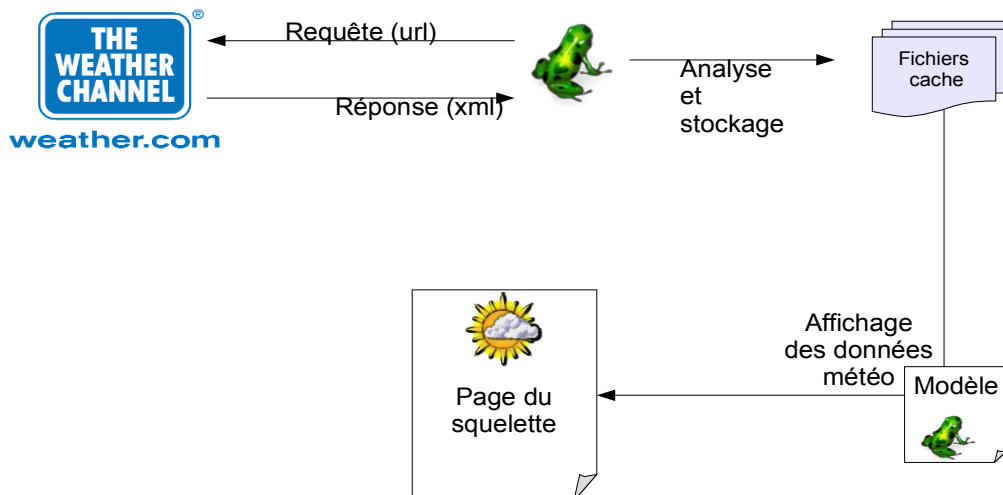 THE
WEATHER
CHANNEL
®
weather.com
Requête (url)
Réponse (xml)
Analyse
et
stockage
Fichiers
cache
Affichage
des données
météo
Modèle
Page du
squelette